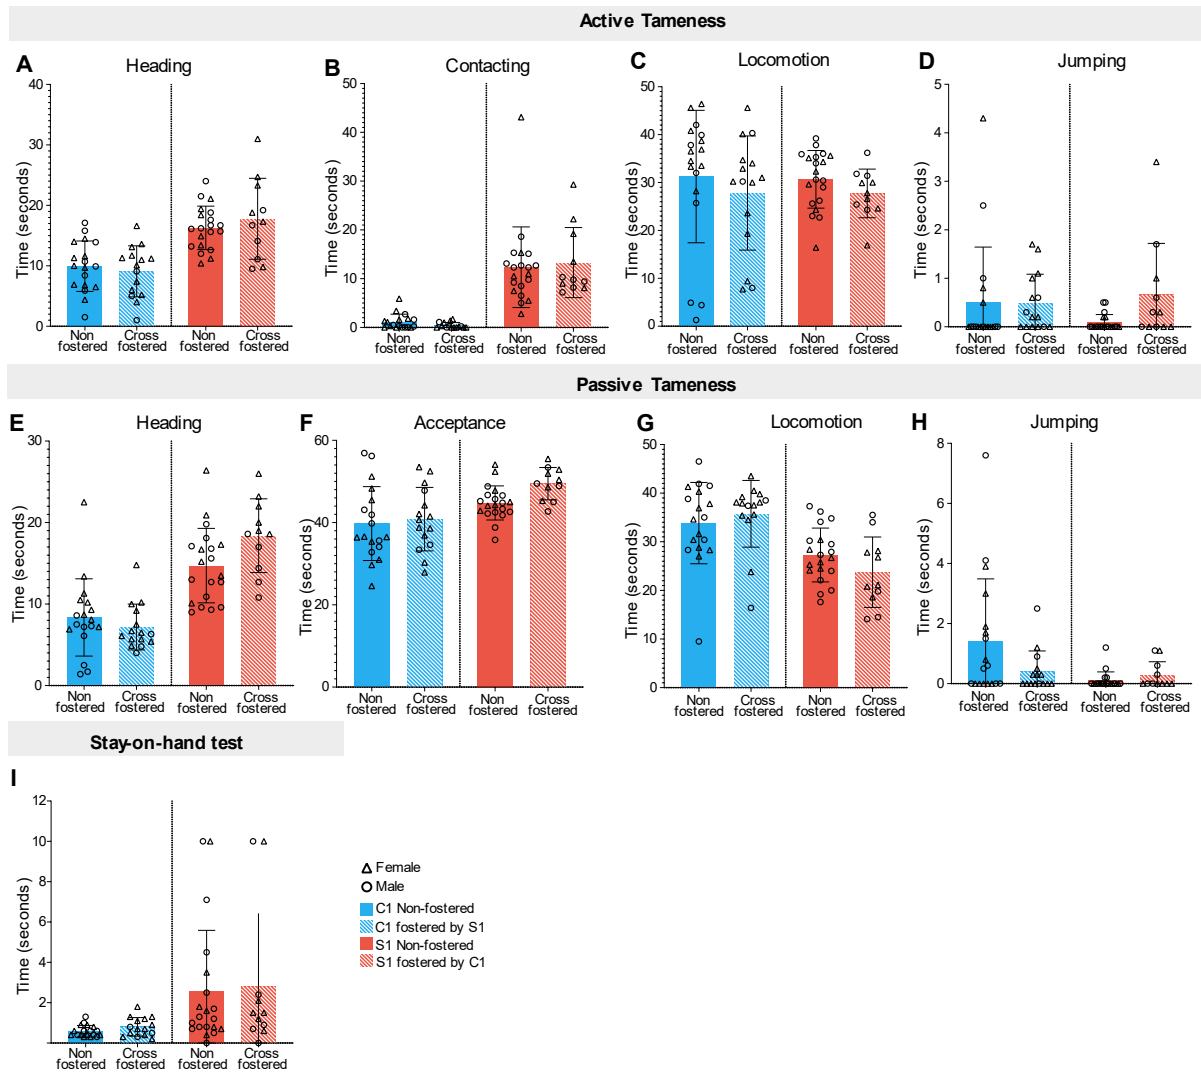 Active Tameness
A
Heading
Time (seconds)
40
30
20
10
0
Non
fostered
Cross
fostered
Non
fostered
Cross
fostered
B
Contacting
Time (seconds)
50
40
30
20
10
0
Non
fostered
Cross
fostered
Non
fostered
Cross
fostered
C
Locomotion
Time (seconds)
50
40
30
20
10
0
Non
fostered
Cross
fostered
Non
fostered
Cross
fostered
D
Jumping
Time (seconds)
5
4
3
2
1
0
Non
fostered
Cross
fostered
Non
fostered
Cross
fostered
Passive Tameness
E
Heading
Time (seconds)
30
20
10
0
Non
fostered
Cross
fostered
Non
fostered
Cross
fostered
F
Acceptance
Time (seconds)
60
40
20
0
Non
fostered
Cross
fostered
Non
fostered
Cross
fostered
G
Locomotion
Time (seconds)
50
40
30
20
10
0
Non
fostered
Cross
fostered
Non
fostered
Cross
fostered
H
Jumping
Time (seconds)
8
6
4
2
0
Non
fostered
Cross
fostered
Non
fostered
Cross
fostered
Stay-on-hand test
I
Time (seconds)
12
10
8
6
4
2
Non
fostered
Cross
fostered
Non
fostered
Cross
fostered
Female
Male
C1 Non-fostered
C1 fostered by S1
S1 Non-fostered
S1 fostered by C1